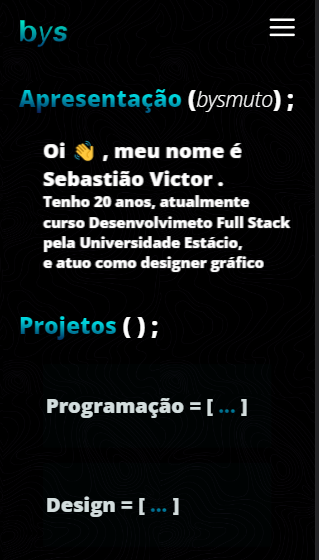 bys
Apresentação (bysmuto) ;
Oi 👋 , meu nome é
Sebastião Victor .
Tenho 20 anos, atualmente
curso Desenvolvimeto Full Stack
pela Universidade Estácio,
e atuo como designer gráfico
Projetos ( ) ;
Programação = [ ... ]
Design = [ ... ]